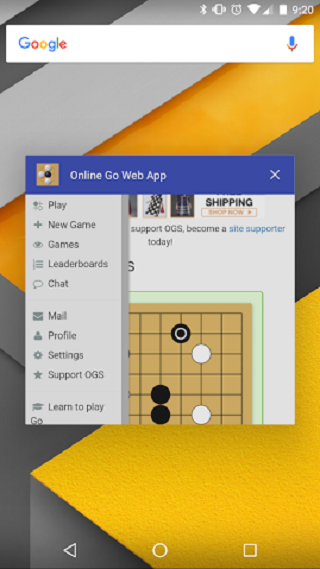 9:20
Google
Online Go Web App
SHIPPING
SHOP NOW
Play
New Game
support OGS, become a site supporter
today!
Games
Leaderboards
S
Chat
Mail
Profile
Settings
Support OGS
Learn to play
Go